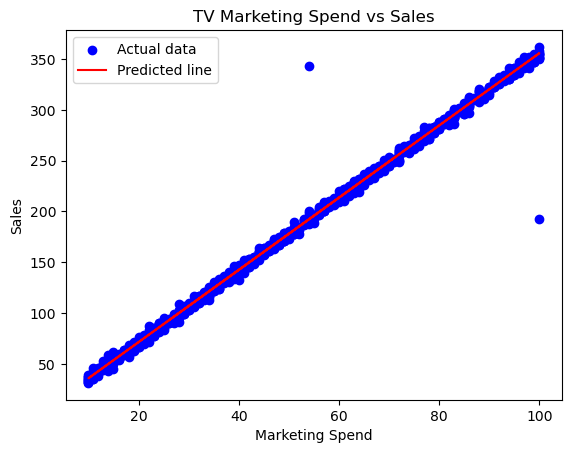 TV Marketing Spend vs Sales
Actual data
Predicted line
350
300
250
200
150
100
50
Sales
20
40
60
80
100
Marketing Spend